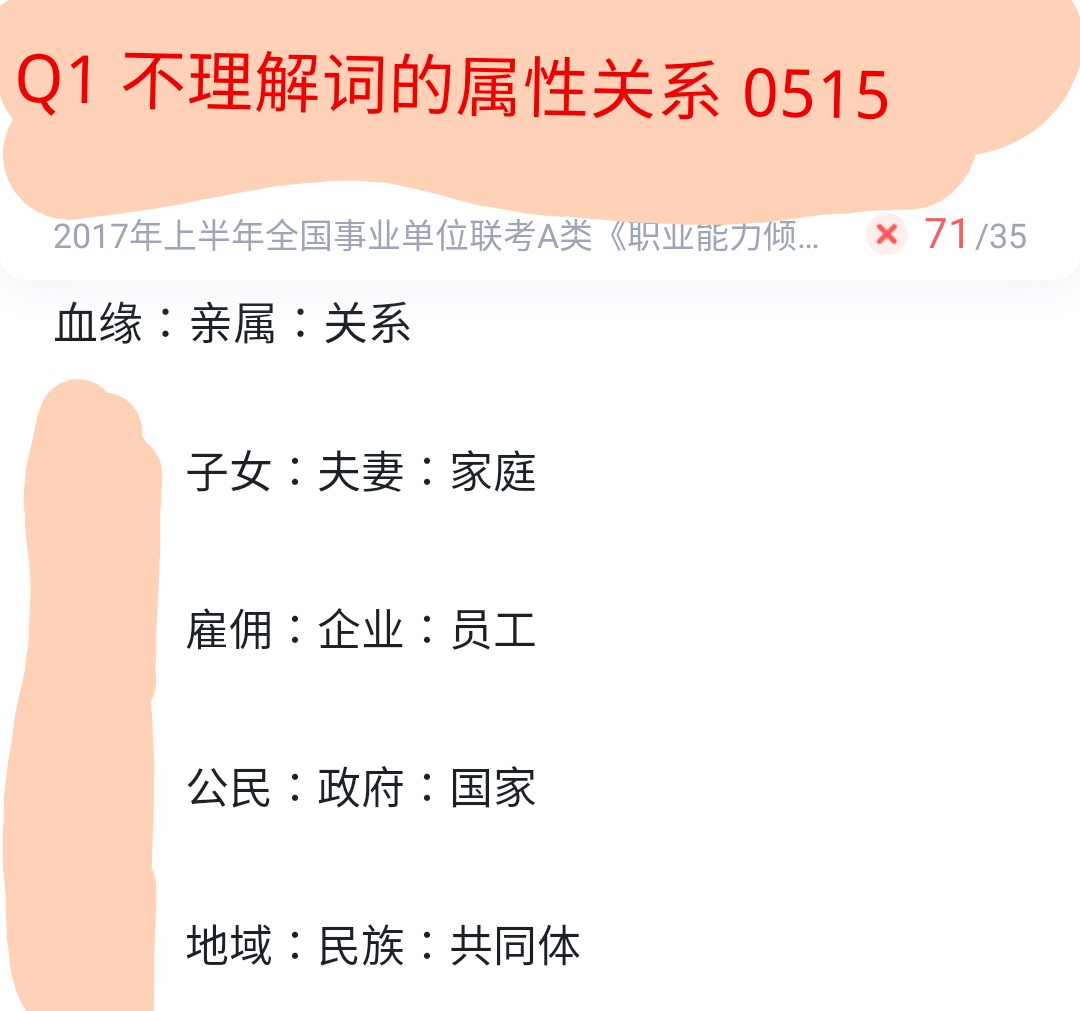 Q1 不理解词的属性关系 0515
2017年上半年全国事业单位联考A类《职业能力倾... 71/35
血缘：亲属：关系
子女：夫妻：家庭
雇佣：企业：员工
公民：政府：国家
地域：民族：共同体